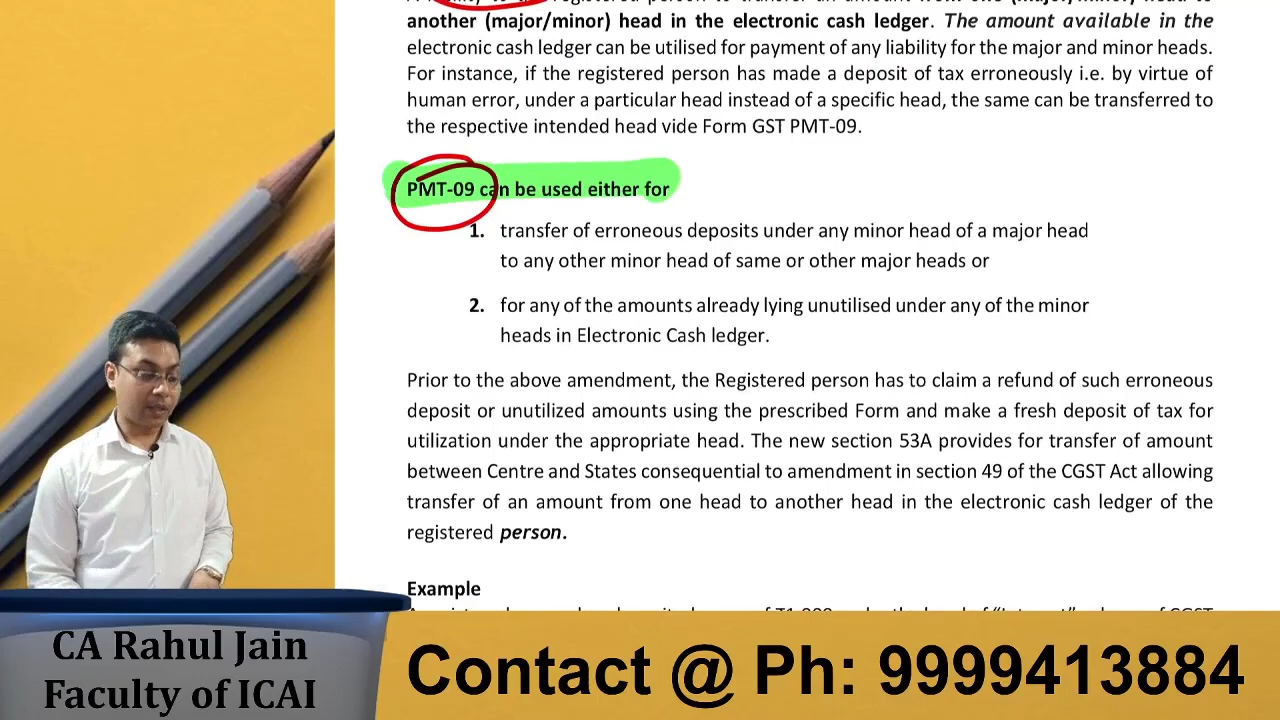 another (major/minor) head in the electronic cash ledger. The amount available in the
electronic cash ledger can be utilised for payment of any liability for the major and minor heads.
For instance, if the registered person has made a deposit of tax erroneously i.e. by virtue of
human error, under a particular head instead of a specific head, the same can be transferred to
the respective intended head vide Form GST PMT-09.
PMT-09 can be used either for
1. transfer of erroneous deposits under any minor head of a major head
to any other minor head of same or other major heads or
2. for any of the amounts already lying unutilised under any of the minor
heads in Electronic Cash ledger.
Prior to the above amendment, the Registered person has to claim a refund of such erroneous
deposit or unutilized amounts using the prescribed Form and make a fresh deposit of tax for
utilization under the appropriate head. The new section 53A provides for transfer of amount
between Centre and States consequential to amendment in section 49 of the CGST Act allowing
transfer of an amount from one head to another head in the electronic cash ledger of the
registered person.
Example
CA Rahul Jain
Faculty of ICAI
Contact @ Ph: 9999413884